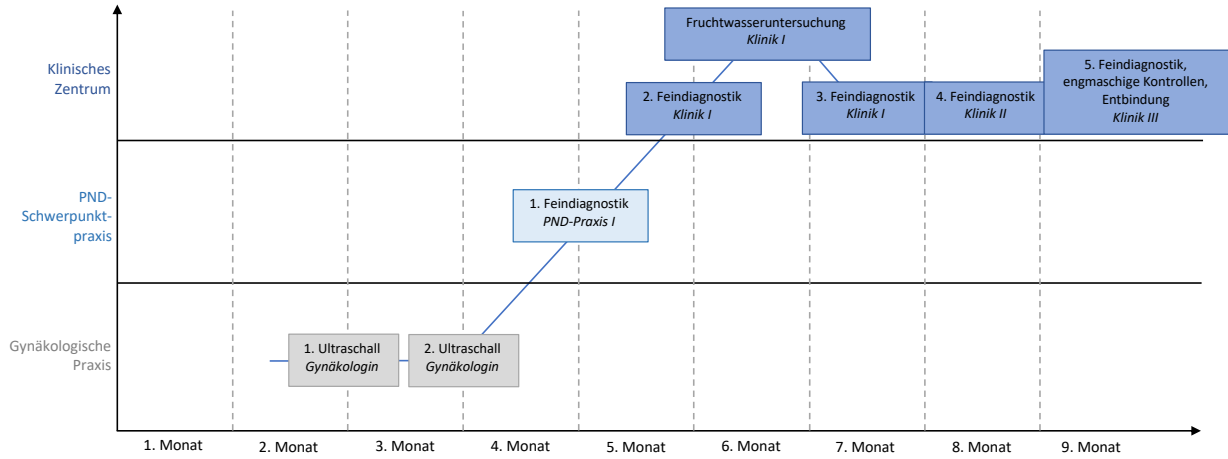 Fruchtwasseruntersuchung
Klinik I
Klinisches
Zentrum
2. Feindiagnostik
Klinik I
3. Feindiagnostik
Klinik I
4. Feindiagnostik
Klinik II
5. Feindiagnostik,
engmaschige Kontrollen,
Entbindung
Klinik III
PND-
Schwerpunkt-
praxis
1. Feindiagnostik
PND-Praxis I
Gynäkologische
Praxis
1. Ultraschall
Gynäkologin
2. Ultraschall
Gynäkologin
1. Monat
2. Monat
3. Monat
4. Monat
5. Monat
6. Monat
7. Monat
8. Monat
9. Monat